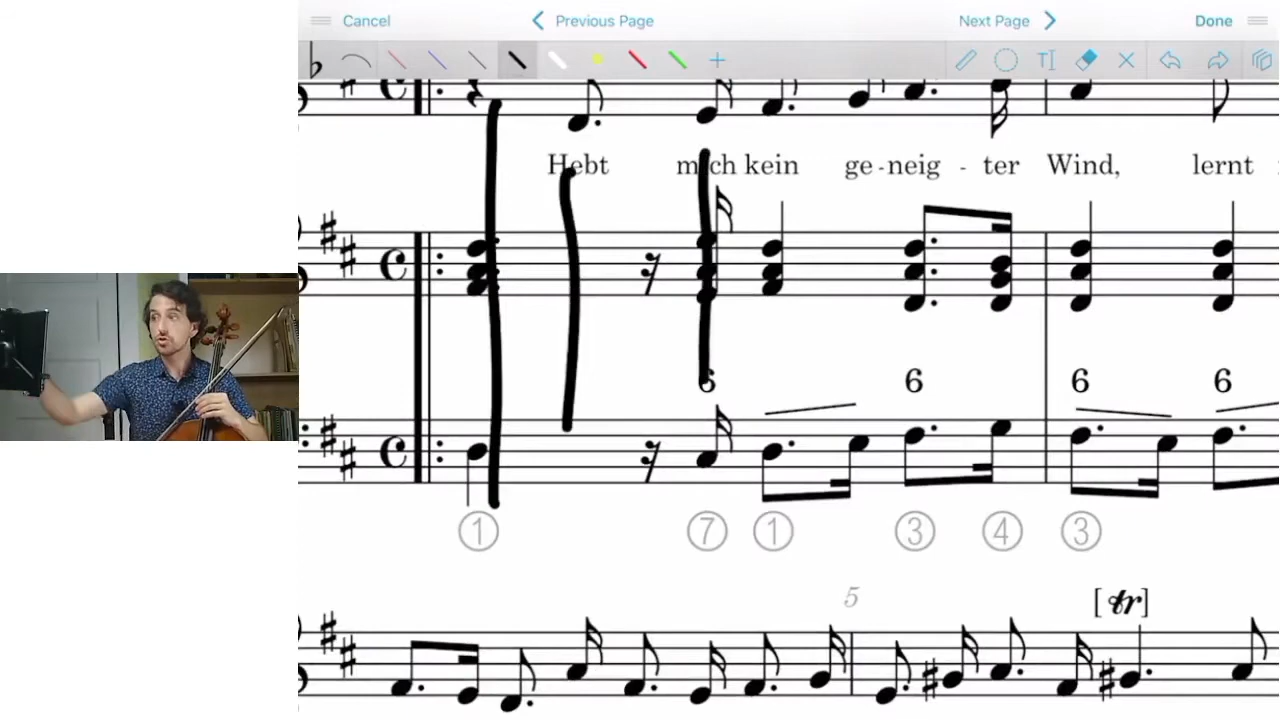 Cancel
Previous Page
Next Page
Done
Hebt mich kein ge-neig - ter Wind, lernt
6 6 6 6
1 7 1 3 4 3
5
[tr]